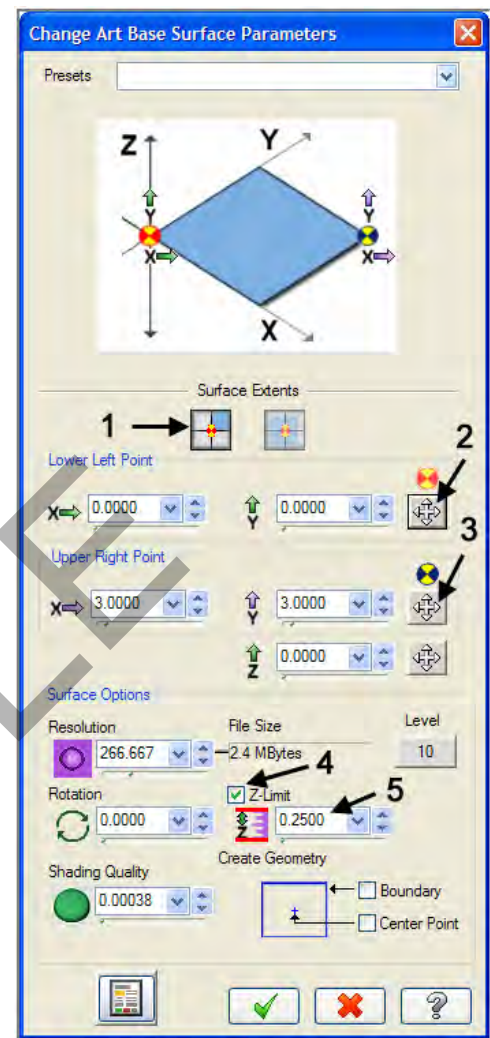 Change Art Base Surface Parameters
Presets
Z
Y
Y
X
Y
X
X
Surface Extents
1
2
Lower Left Point
X 0.0000 Y 0.0000
3
Upper Right Point
X 3.0000 Y 3.0000
Z 0.0000
Surface Options
Resolution File Size Level
266.667 2.4 MBytes 10
4
Rotation Z-Limit 5
0.0000 Z 0.2500
Shading Quality Create Geometry
0.00038 Boundary
Center Point
LE